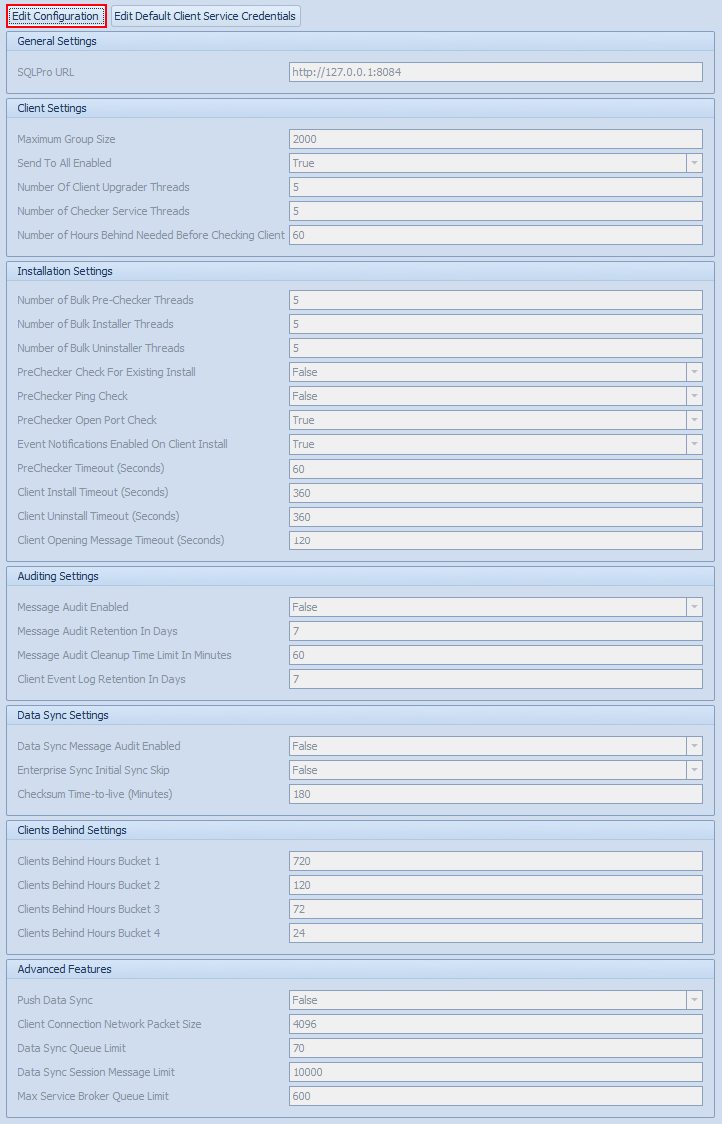 Edit Configuration Edit Default Client Service Credentials
General Settings
SQLPro URL http://127.0.0.1:8084
Client Settings
Maximum Group Size 2000
Send To All Enabled True
Number Of Client Upgrader Threads 5
Number of Checker Service Threads 5
Number of Hours Behind Needed Before Checking Client 60
Installation Settings
Number of Bulk Pre-Checker Threads 5
Number of Bulk Installer Threads 5
Number of Bulk Uninstaller Threads 5
PreChecker Check For Existing Install False
PreChecker Ping Check False
PreChecker Open Port Check True
Event Notifications Enabled On Client Install True
PreChecker Timeout (Seconds) 60
Client Install Timeout (Seconds) 360
Client Uninstall Timeout (Seconds) 360
Client Opening Message Timeout (Seconds) 120
Auditing Settings
Message Audit Enabled False
Message Audit Retention In Days 7
Message Audit Cleanup Time Limit In Minutes 60
Client Event Log Retention In Days 7
Data Sync Settings
Data Sync Message Audit Enabled False
Enterprise Sync Initial Sync Skip False
Checksum Time-to-live (Minutes) 180
Clients Behind Settings
Clients Behind Hours Bucket 1 720
Clients Behind Hours Bucket 2 120
Clients Behind Hours Bucket 3 72
Clients Behind Hours Bucket 4 24
Advanced Features
Push Data Sync False
Client Connection Network Packet Size 4096
Data Sync Queue Limit 70
Data Sync Session Message Limit 10000
Max Service Broker Queue Limit 600